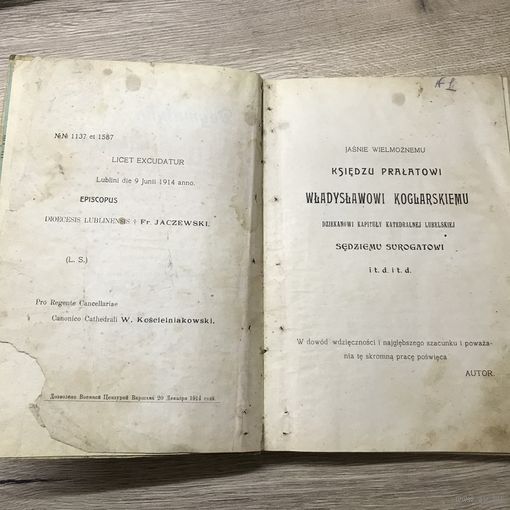 №№ 1137 et 1587
LICET EXCUDATUR
Lublini die 9 Junii 1914 anno.
EPISCOPUS
DIOECESIS LUBLINENSIS † Fr. JACZEWSKI.
(L. S.)
Pro Regente Cancellariae
Canonico Cathedrali W. Kościelniakowski.
Дозволено Военной Цензурой Варшава 20 Декабря 1914 года
JAŚNIE WIELMOŻNEMU
KSIĘDZU PRAŁATOWI
WŁADYSŁAWOWI KOGLARSKIEMU
DZIEKANOWI KAPITUŁY KATEDRALNEJ LUBELSKIEJ
SĘDZIEMU SUROGATOWI
i t. d. i t. d.
W dowód wdzięczności i najgłębszego szacunku i poważa-
nia tę skromną pracę poświęca
AUTOR.